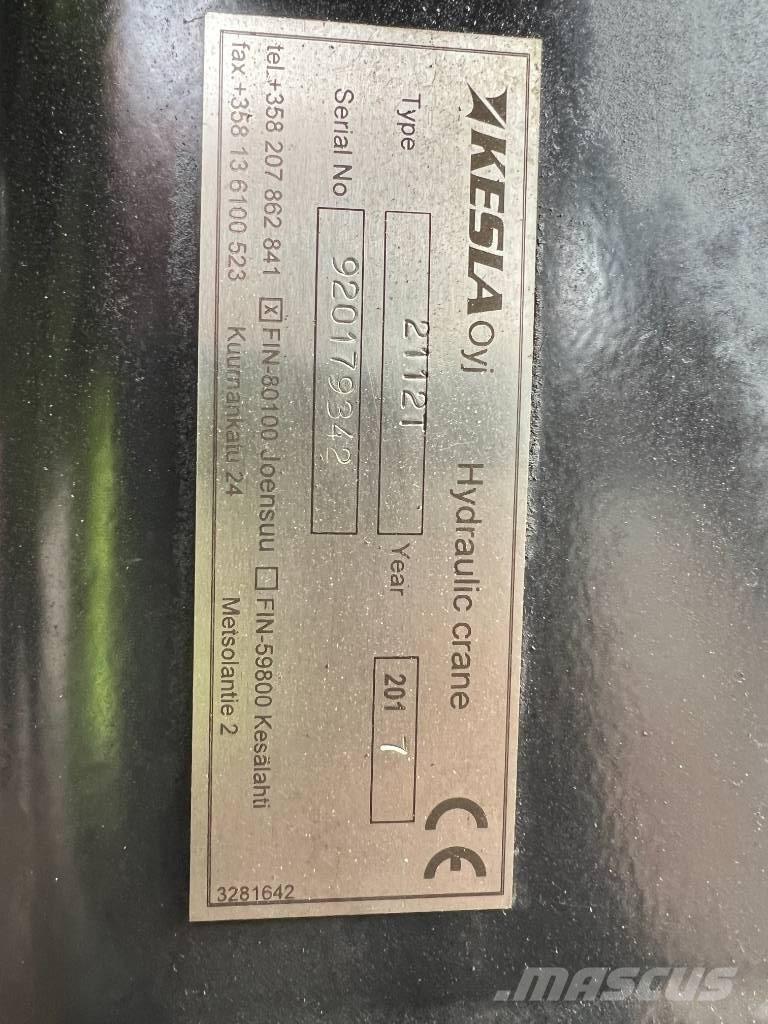 KESLA Oyj Hydraulic crane CE
Type 2112T Year 2017
Serial No 920179342
tel.+358 207 862 841 [X] FIN-80100 Joensuu [ ] FIN-59800 Kesälahti
fax.+358 13 6100 523 Kuurnankatu 24 Metsolantie 2
3281642
MASCUS